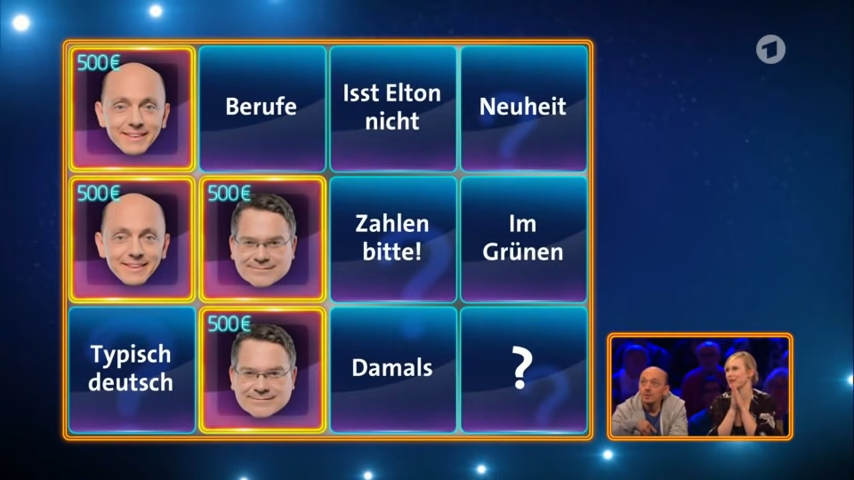 500€
Berufe
Isst Elton
nicht
Neuheit
500€
500€
Zahlen
bitte!
Im
Grünen
Typisch
deutsch
500€
Damals
?
1